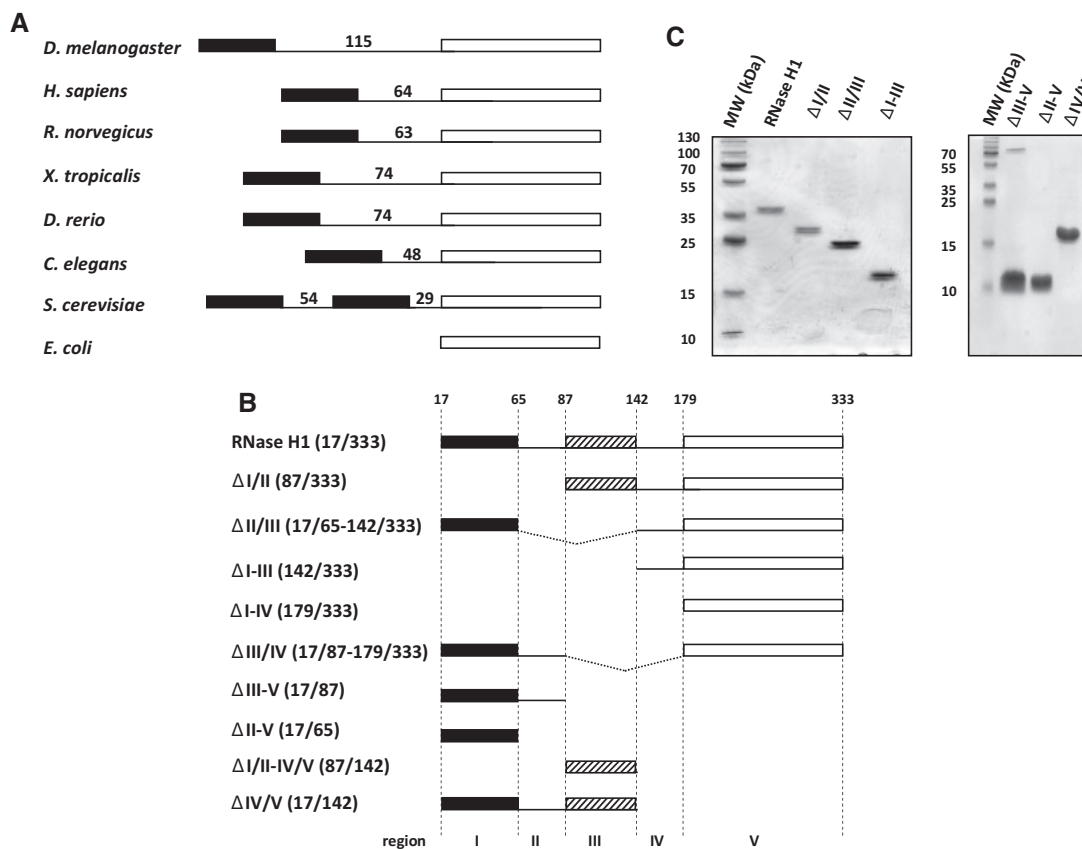 A
D. melanogaster 115
H. sapiens 64
R. norvegicus 63
X. tropicalis 74
D. rerio 74
C. elegans 48
S. cerevisiae 54 29
E. coli
C
MW (kDa) RNase H1 ΔI/II ΔII/III ΔI-III
130
100
70
55
35
25
15
10
MW (KDa) ΔIII-V ΔII-V
70
55
35
25
15
10
B
17 65 87 142 179 333
RNase H1 (17/333)
ΔI/II (87/333)
ΔII/III (17/65-142/333)
ΔI-III (142/333)
ΔI-IV (179/333)
ΔIII/IV (17/87-179/333)
ΔIII-V (17/87)
ΔII-V (17/65)
ΔI/II-IV/V (87/142)
ΔIV/V (17/142)
region I II III IV V